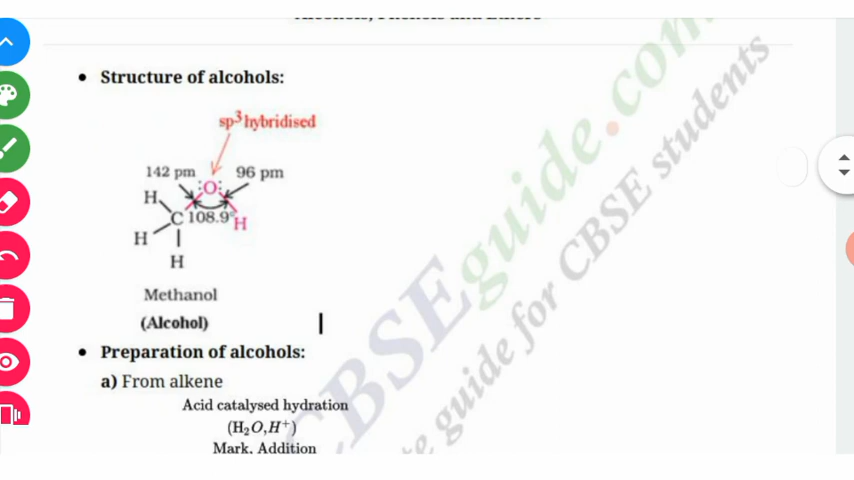 • Structure of alcohols:
sp³ hybridised
142 pm :O: 96 pm
H
C 108.9° H
H
H
Methanol
(Alcohol)
• Preparation of alcohols:
a) From alkene
Acid catalysed hydration
(H₂O,H⁺)
Mark, Addition
CBSEguide.com
guide for CBSE students